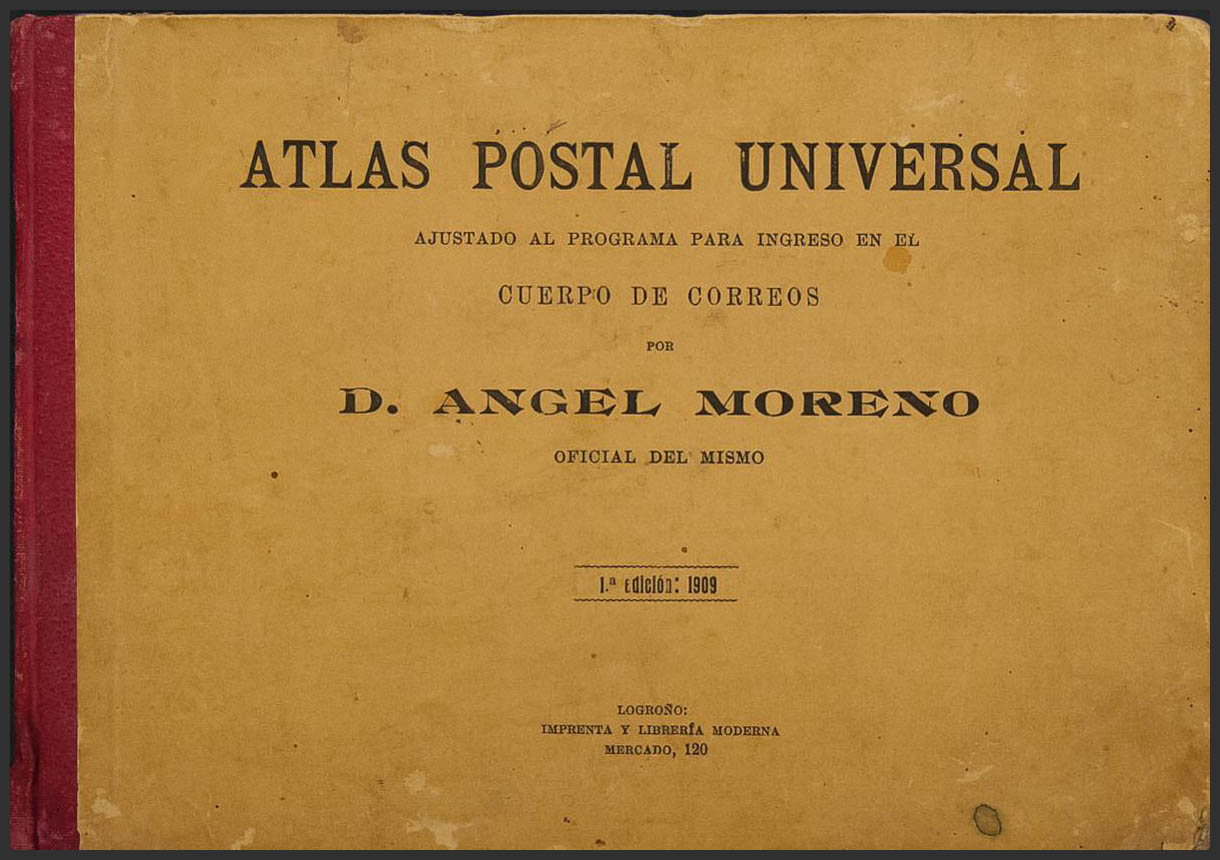 ATLAS POSTAL UNIVERSAL
AJUSTADO AL PROGRAMA PARA INGRESO EN EL
CUERPO DE CORREOS
POR
D. ANGEL MORENO
OFICIAL DEL MISMO
1.ª edición: 1909
LOGROÑO:
IMPRENTA Y LIBRERÍA MODERNA
MERCADO, 120